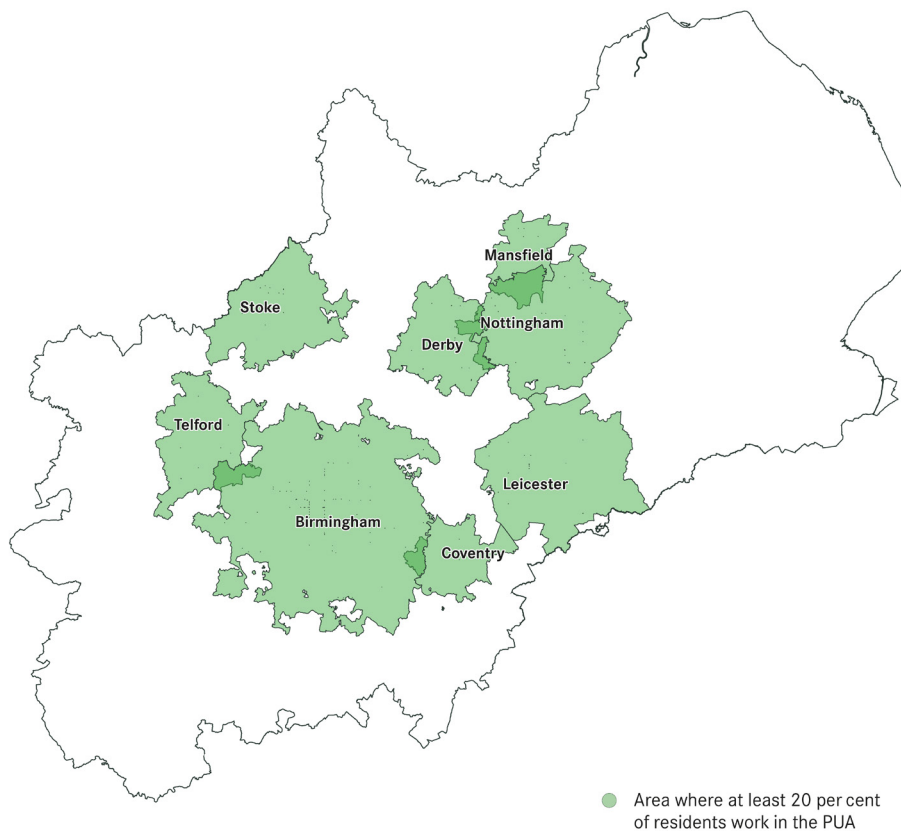 Mansfield
Stoke
Nottingham
Derby
Telford
Leicester
Birmingham
Coventry
Area where at least 20 per cent
of residents work in the PUA